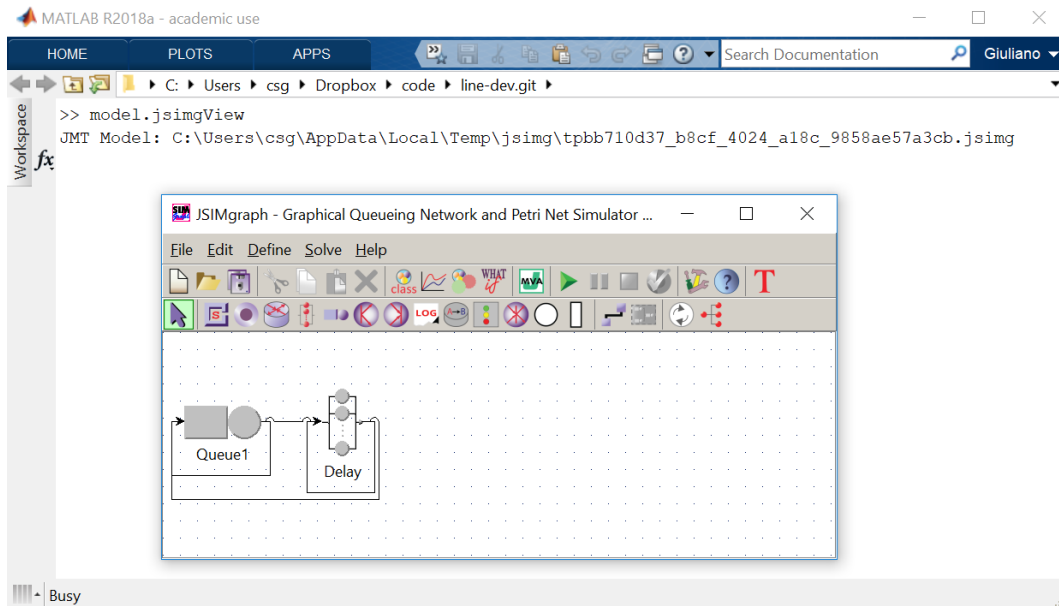 MATLAB R2018a - academic use
HOME PLOTS APPS Search Documentation Giuliano
C: Users csg Dropbox code line-dev.git
Workspace
>> model.jsimgView
fx JMT Model: C:\Users\csg\AppData\Local\Temp\jsimg\tpbb710d37_b8cf_4024_a18c_9858ae57a3cb.jsimg
SIM JSIMgraph - Graphical Queueing Network and Petri Net Simulator ...
File Edit Define Solve Help
class WHAT IF MVA ? T
S LOG A→B
Queue1
Delay
Busy